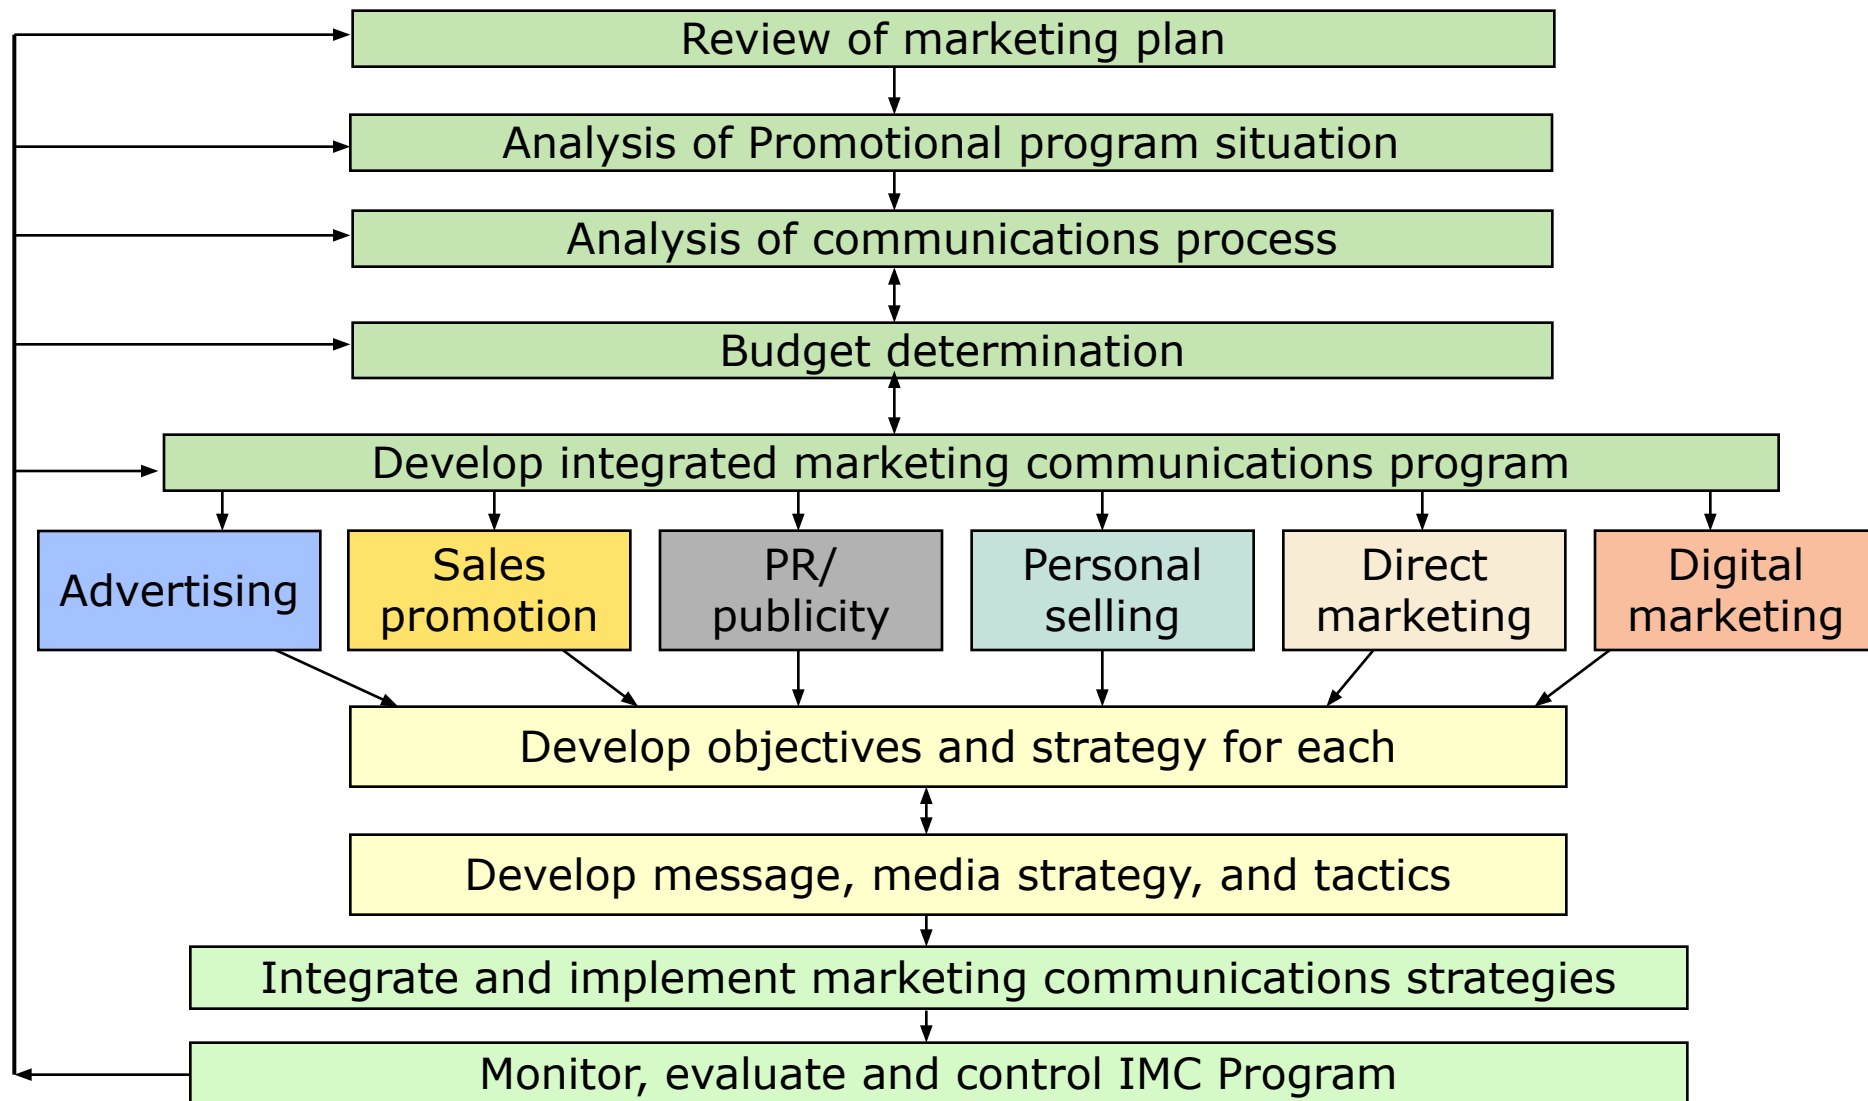 Review of marketing plan
Analysis of Promotional program situation
Analysis of communications process
Budget determination
Develop integrated marketing communications program
Advertising
Sales
promotion
PR/
publicity
Personal
selling
Direct
marketing
Digital
marketing
Develop objectives and strategy for each
Develop message, media strategy, and tactics
Integrate and implement marketing communications strategies
Monitor, evaluate and control IMC Program